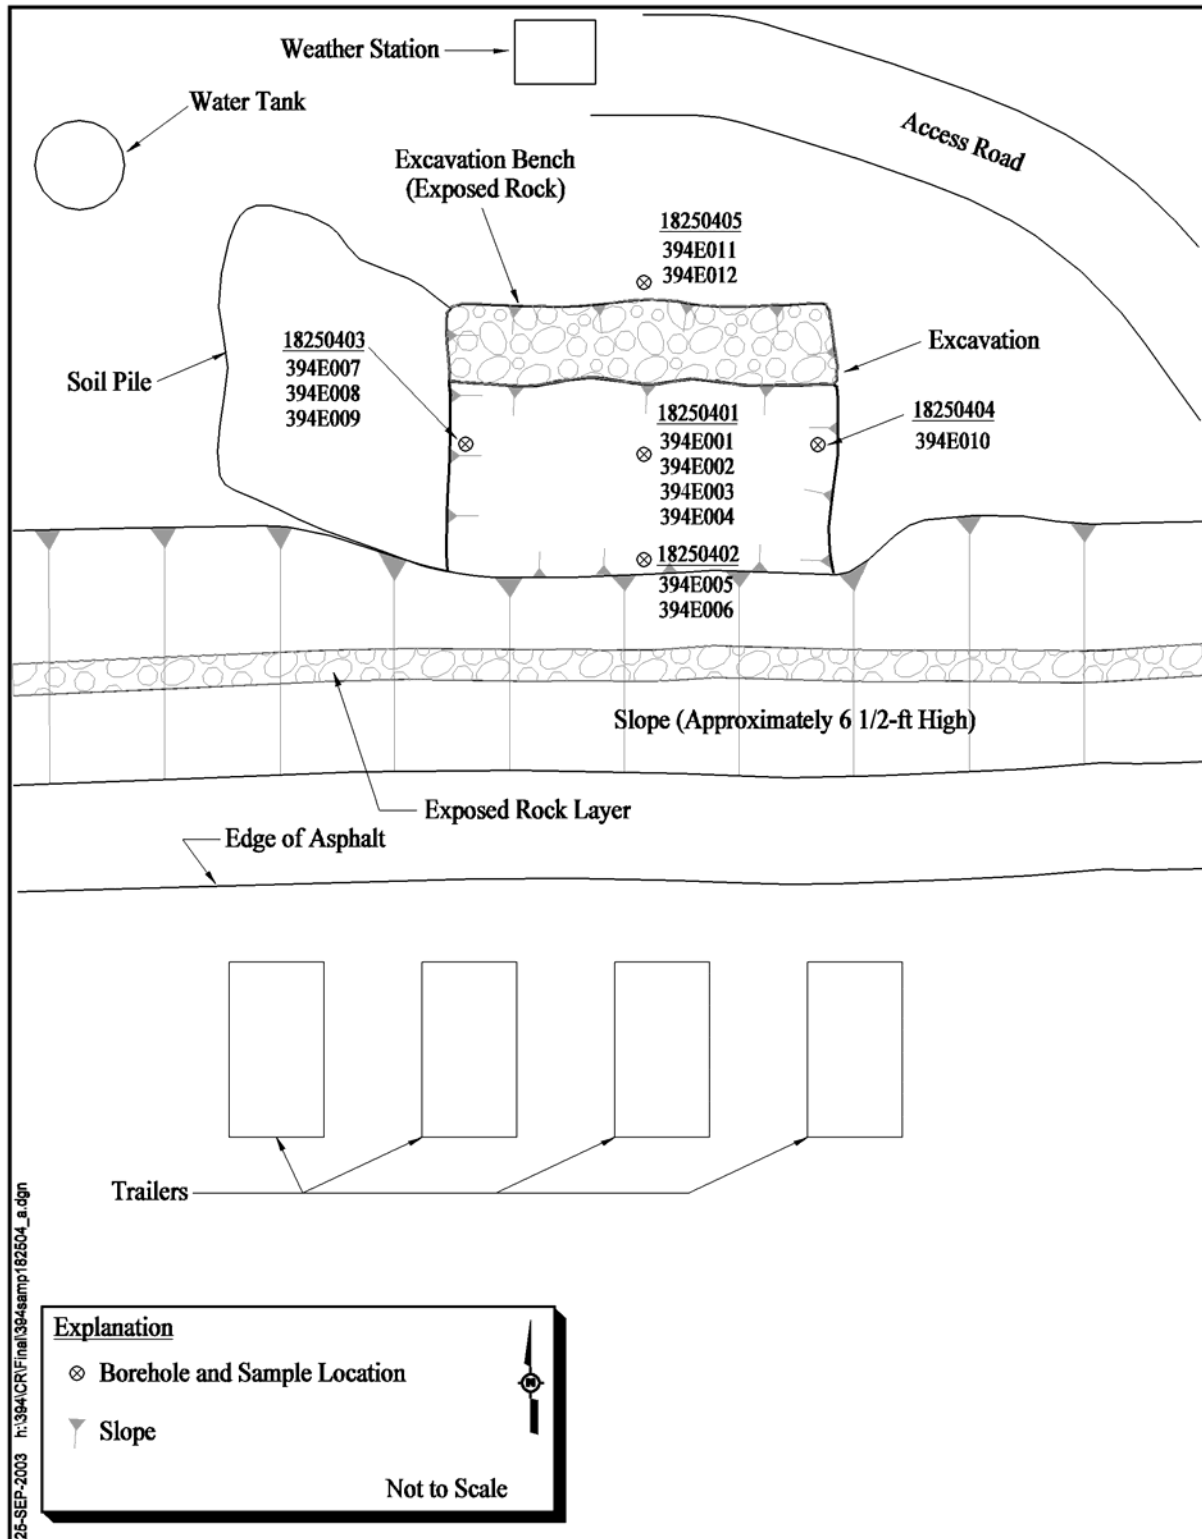 Weather Station
Water Tank
Access Road
Excavation Bench
(Exposed Rock)
18250405
394E011
394E012
18250403
394E007
394E008
394E009
Excavation
Soil Pile
18250401
394E001
394E002
394E003
394E004
18250404
394E010
18250402
394E005
394E006
Slope (Approximately 6 1/2-ft High)
Exposed Rock Layer
Edge of Asphalt
Trailers
Explanation
Borehole and Sample Location
N
Slope
Not to Scale
25-SEP-2003 h:\394\CR\Final\394samp182504_a.dgn